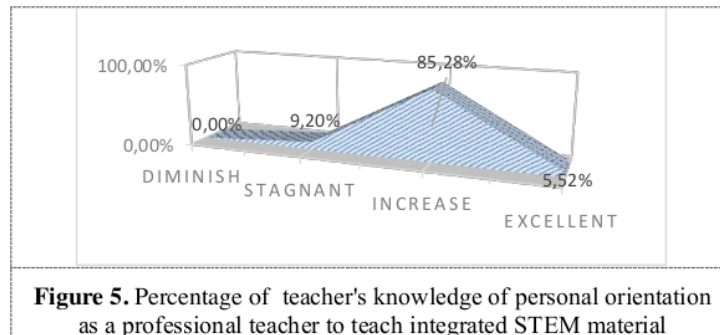 100,00%
85,28%
0,00%
9,20%
0,00%
5,52%
DIMINISH
STAGNANT
INCREASE
EXCELLENT
Figure 5. Percentage of teacher's knowledge of personal orientation
as a professional teacher to teach integrated STEM material